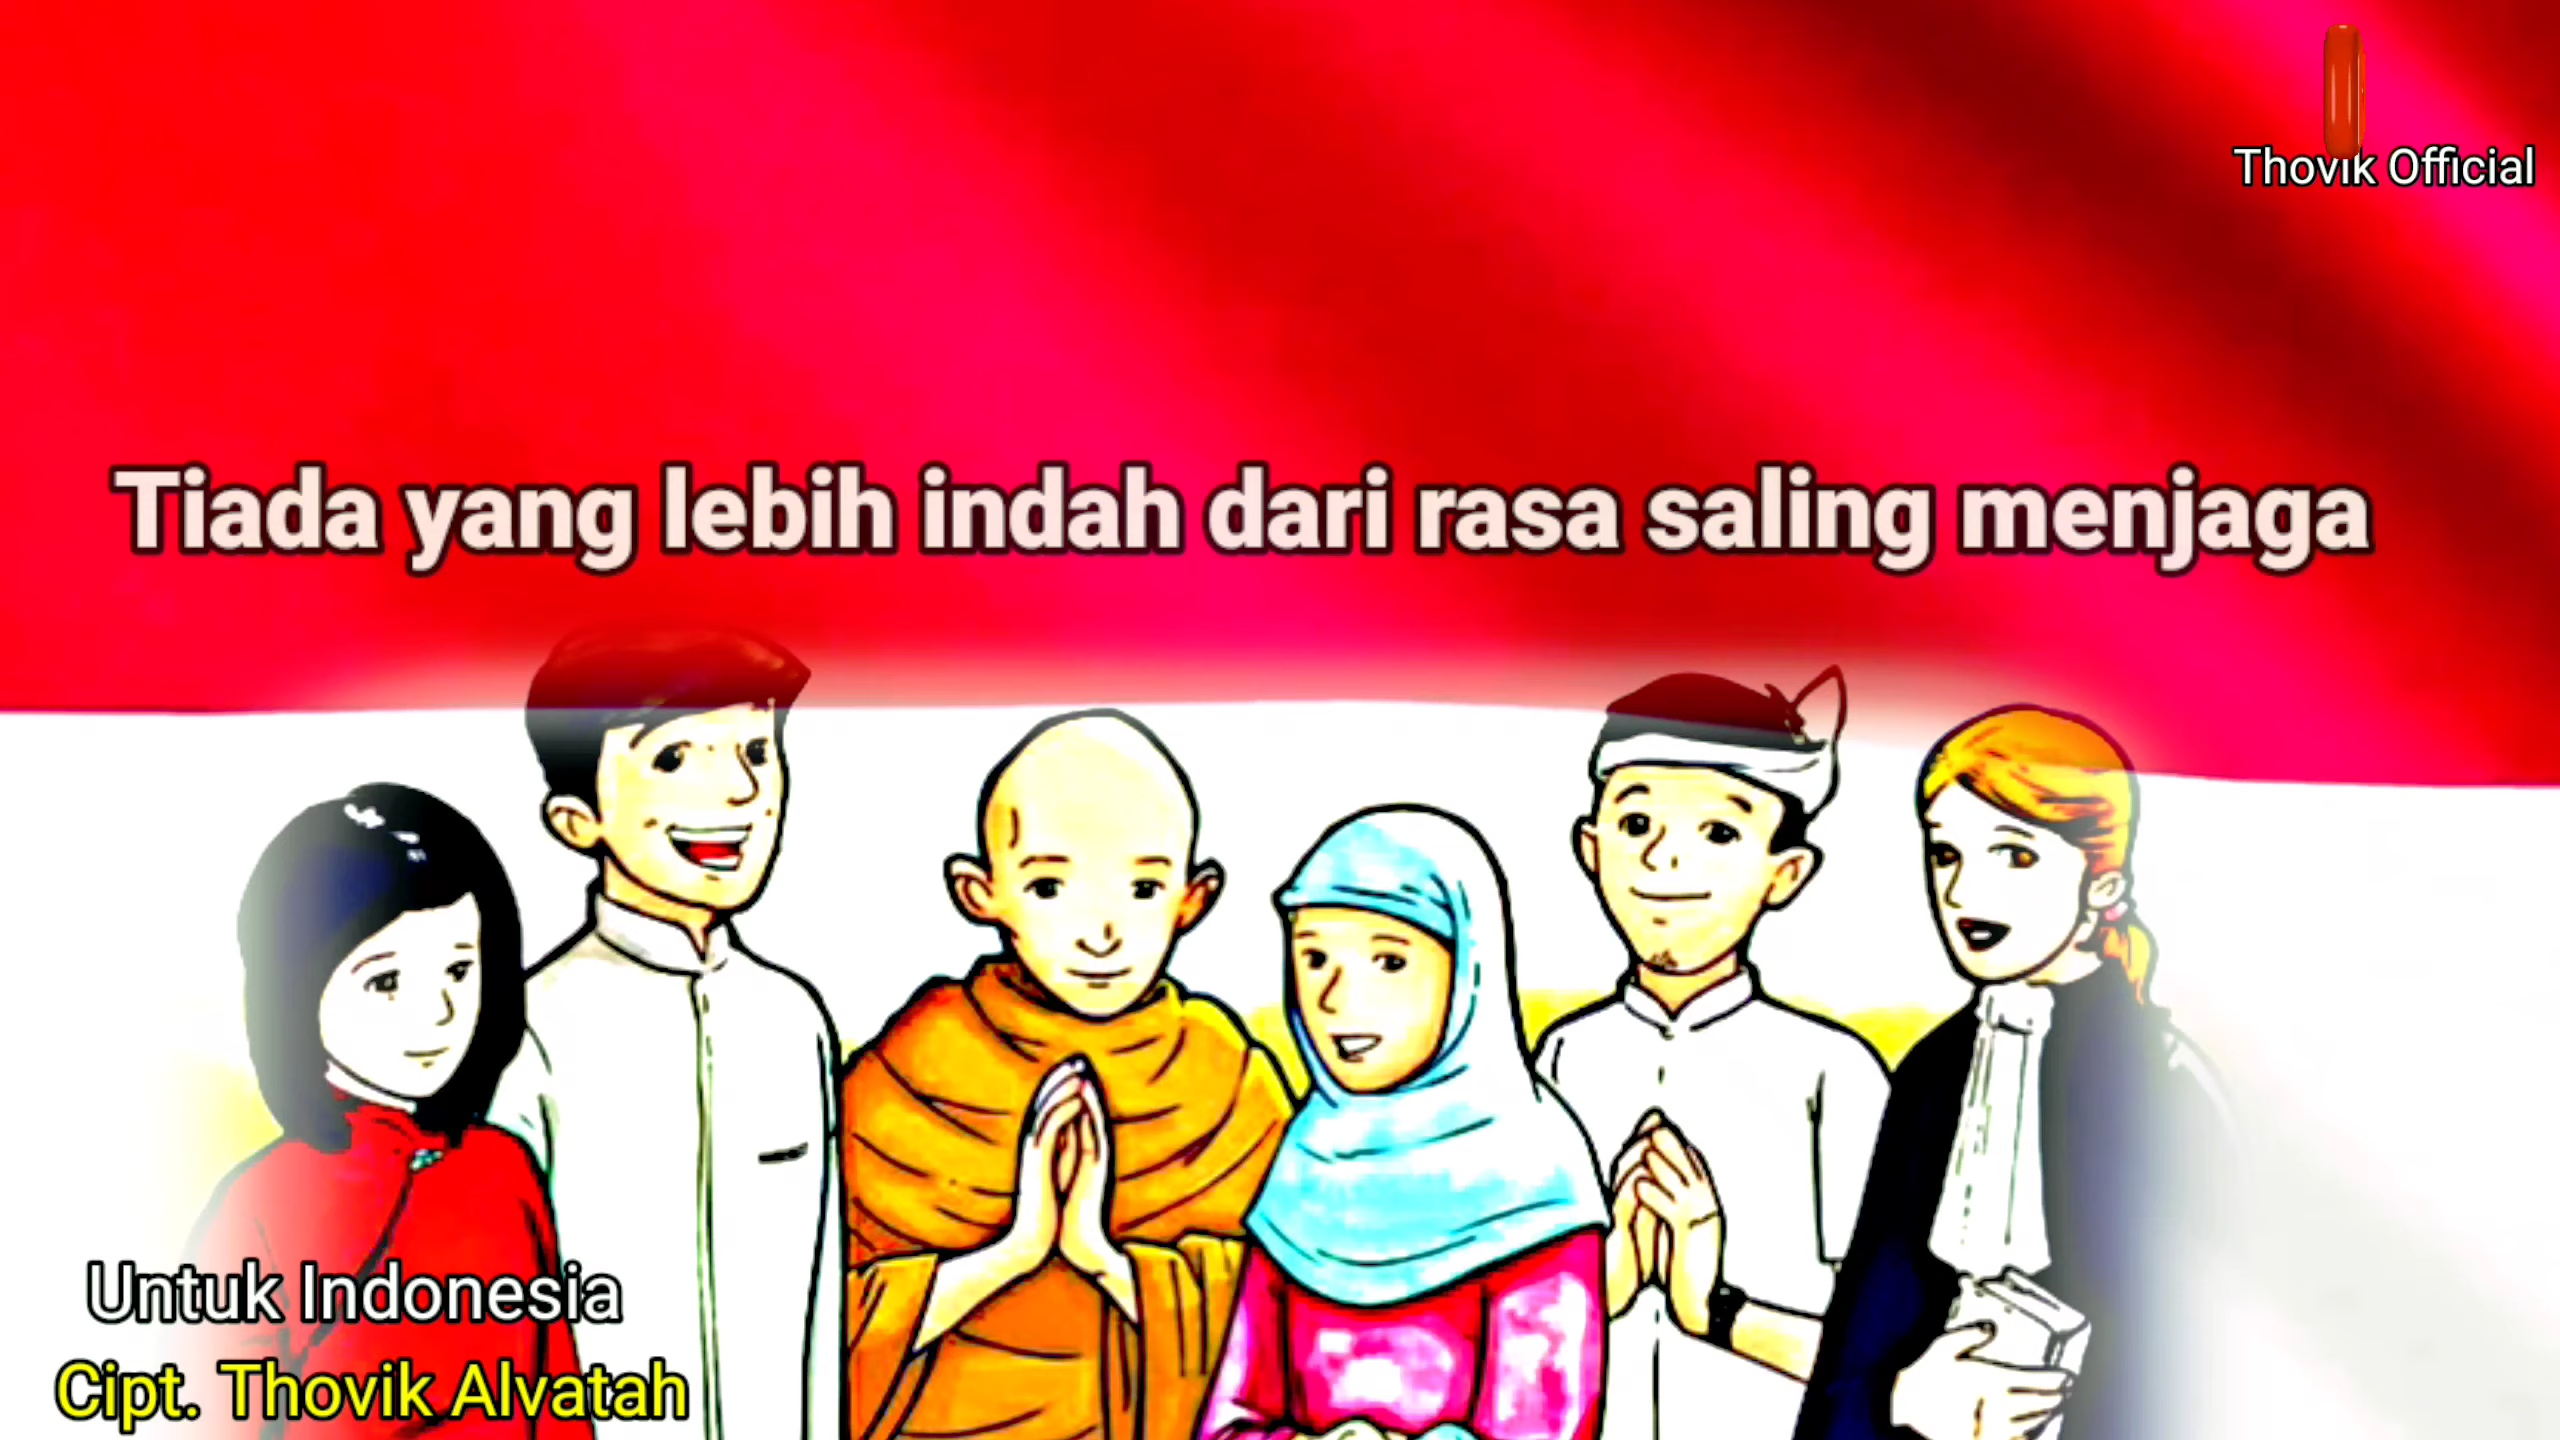 Thovik Official
Tiada yang lebih indah dari rasa saling menjaga
Untuk Indonesia
Cipt. Thovik Alvatah